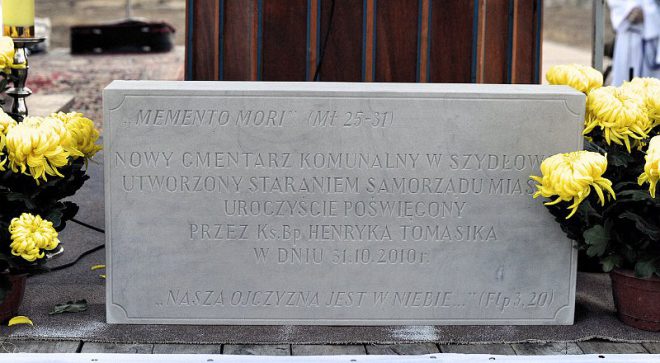 „MEMENTO MORI” (Mt 25-31)
NOWY CMENTARZ KOMUNALNY W SZYDŁOW
UTWORZONY STARANIEM SAMORZĄDU MIAS
UROCZYŚCIE POŚWIĘCONY
PRZEZ Ks.Bp. HENRYKA TOMASIKA
W DNIU 31.10.2010 r.
„NASZA OJCZYZNA JEST W NIEBIE...” (Flp 3,20)